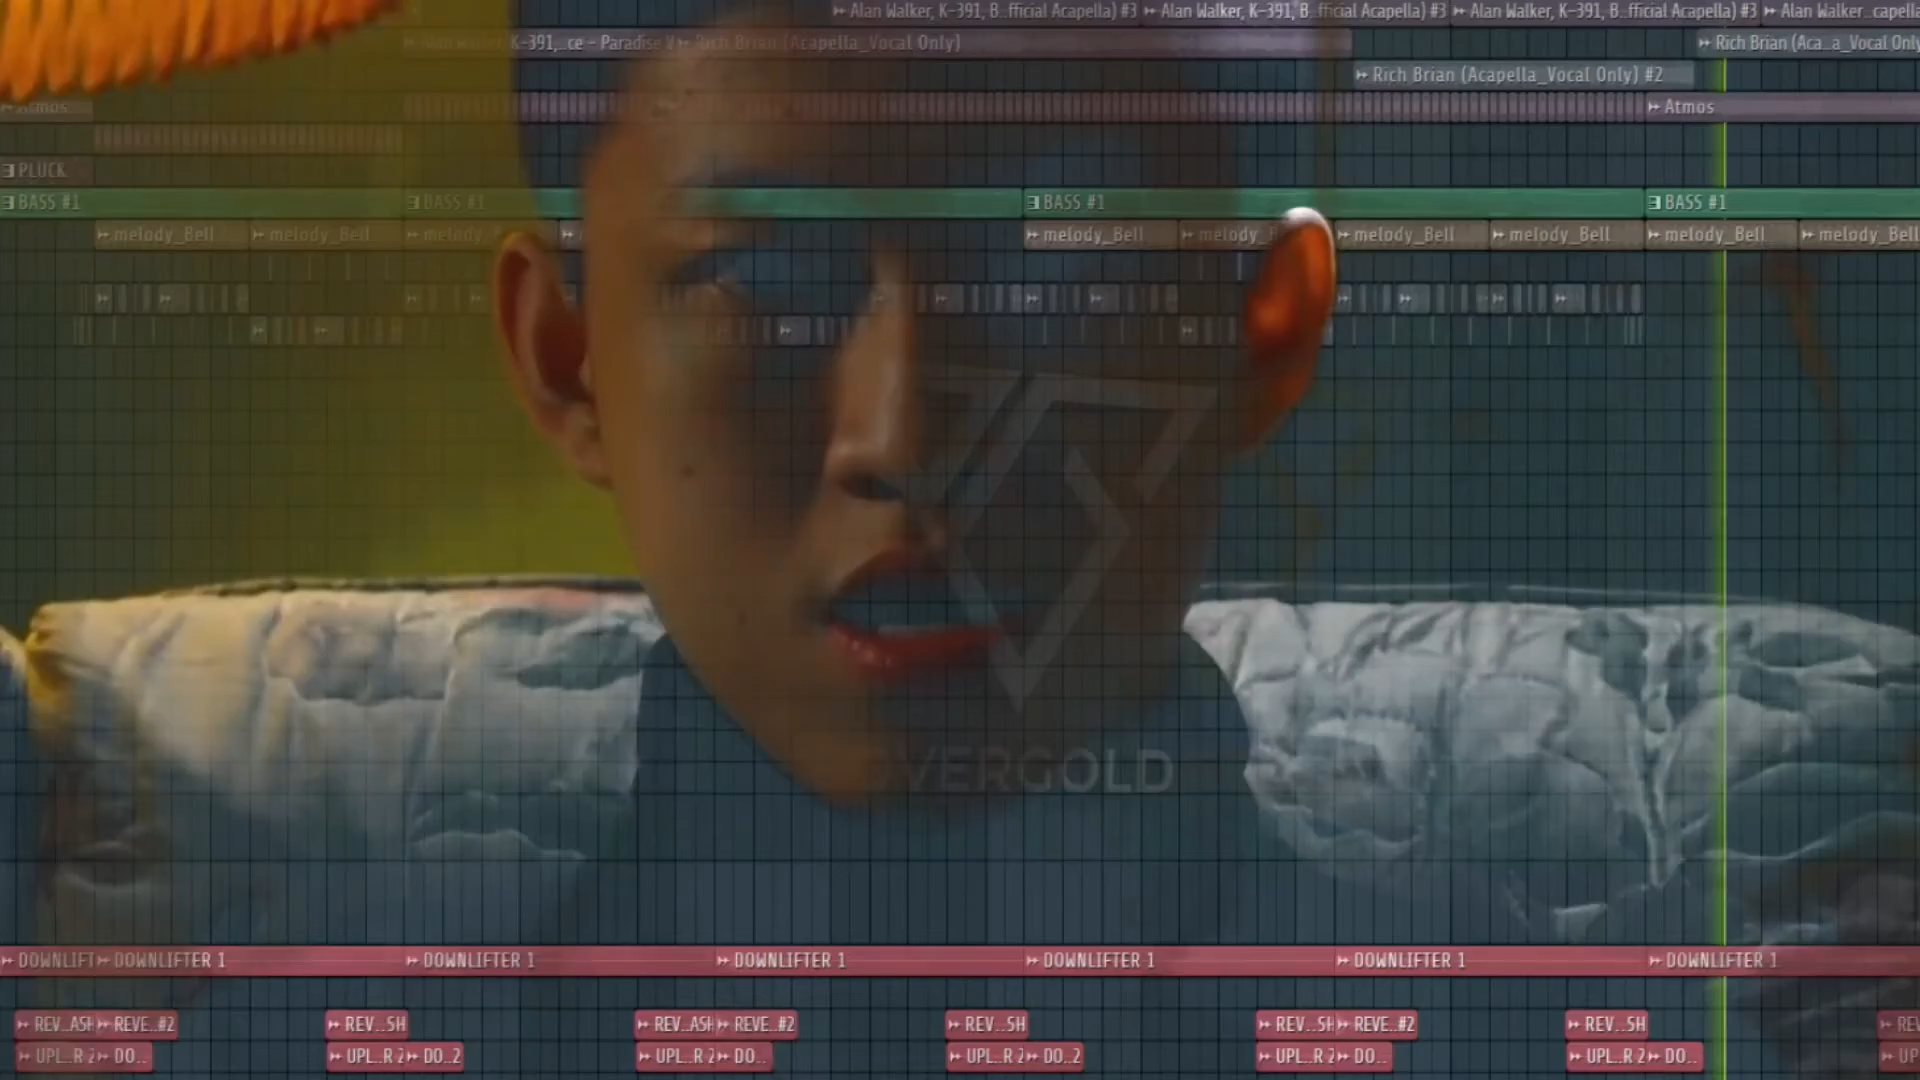 Alan Walker, K-391, B..fficial Acapella) #3 Alan Walker, K-391, B..fficial Acapella) #3 Alan Walker, K-391, B..fficial Acapella) #3 Alan Walker..capella
K-391,..ce - Paradise Rich Brian (Acapella_Vocal Only) Rich Brian (Aca..a_Vocal Only
Rich Brian (Acapella_Vocal Only) #2
Atmos Atmos
PLUCK
BASS #1 BASS #1 BASS #1 BASS #1
melody_Bell melody_Bell melody melody_Bell melody_B melody_Bell melody_Bell melody_Bell melody_Bell
OVERGOLD
DOWNLIFT DOWNLIFTER 1 DOWNLIFTER 1 DOWNLIFTER 1 DOWNLIFTER 1 DOWNLIFTER 1 DOWNLIFTER 1
REV..ASH REVE..#2 REV..SH REV..ASH REVE..#2 REV..SH REV..SH REVE..#2 REV..SH REV
UPL..R 2 DO.. UPL..R 2 DO..2 UPL..R 2 DO.. UPL..R 2 DO..2 UPL..R 2 DO.. UPL..R 2 DO.. UP